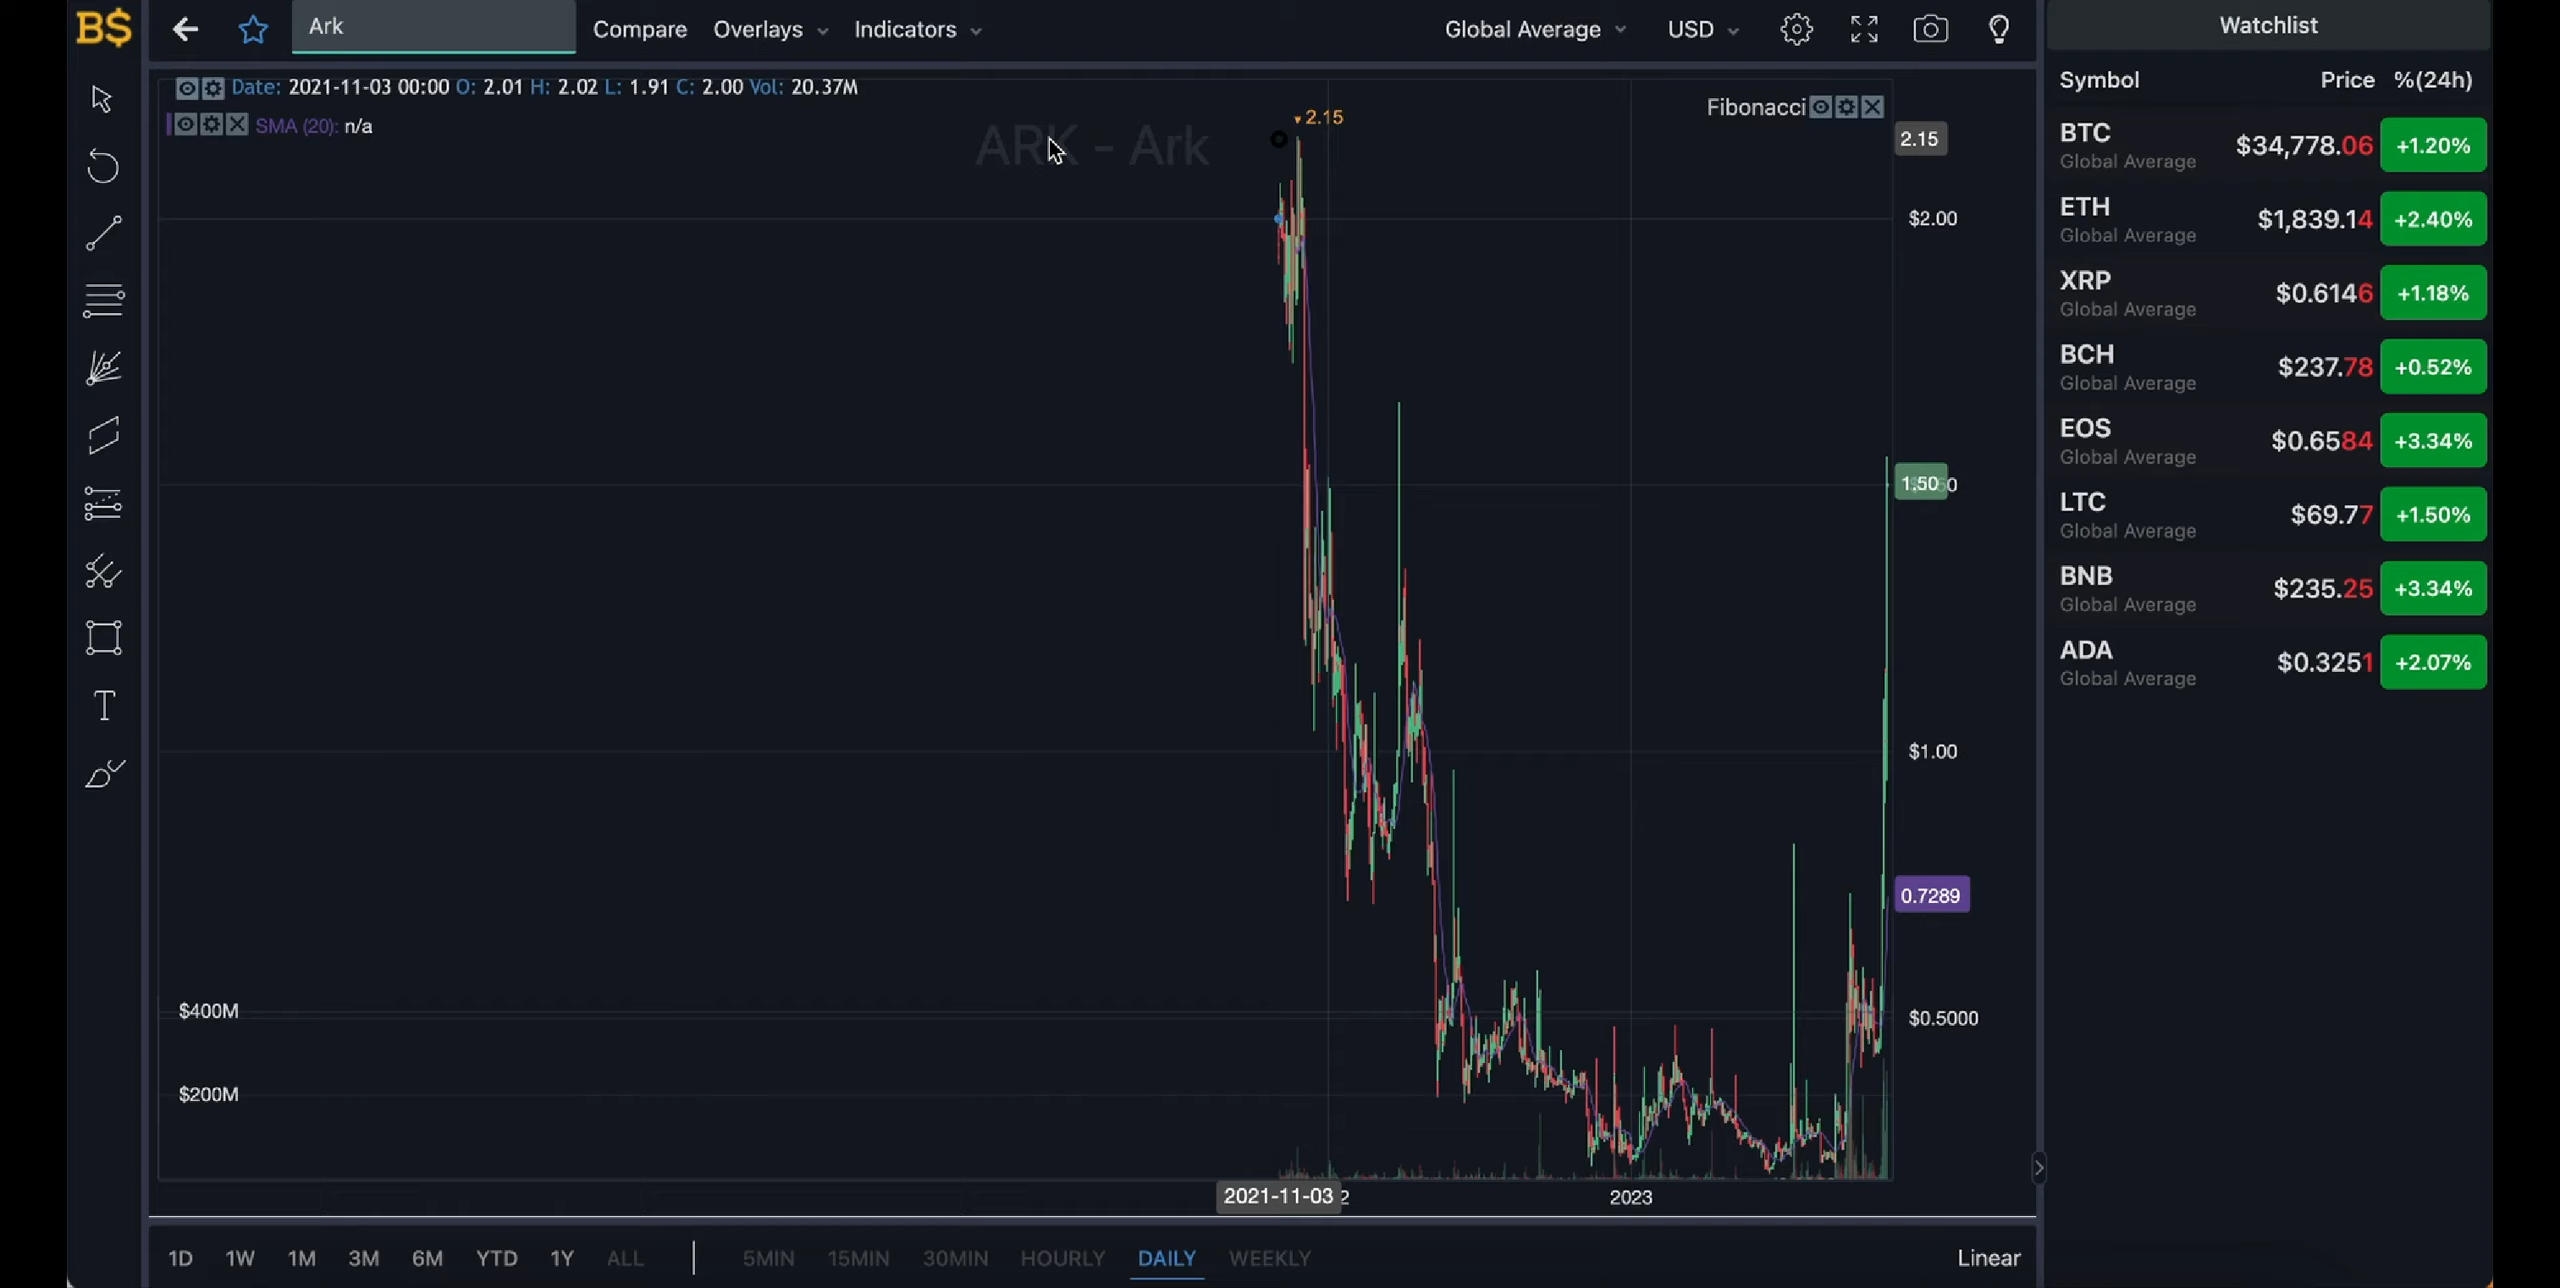 B$
Ark
Compare Overlays Indicators
Global Average USD
Date: 2021-11-03 00:00 O: 2.01 H: 2.02 L: 1.91 C: 2.00 Vol: 20.37M
SMA (20): n/a
ARK - Ark
Fibonacci
2.15
2.15
$2.00
1.50
$1.00
0.7289
$0.5000
$400M
$200M
2021-11-03 2
2023
1D 1W 1M 3M 6M YTD 1Y ALL 5MIN 15MIN 30MIN HOURLY DAILY WEEKLY Linear
Watchlist
Symbol Price %(24h)
BTC $34,778.06 +1.20%
Global Average
ETH $1,839.14 +2.40%
Global Average
XRP $0.6146 +1.18%
Global Average
BCH $237.78 +0.52%
Global Average
EOS $0.6584 +3.34%
Global Average
LTC $69.77 +1.50%
Global Average
BNB $235.25 +3.34%
Global Average
ADA $0.3251 +2.07%
Global Average